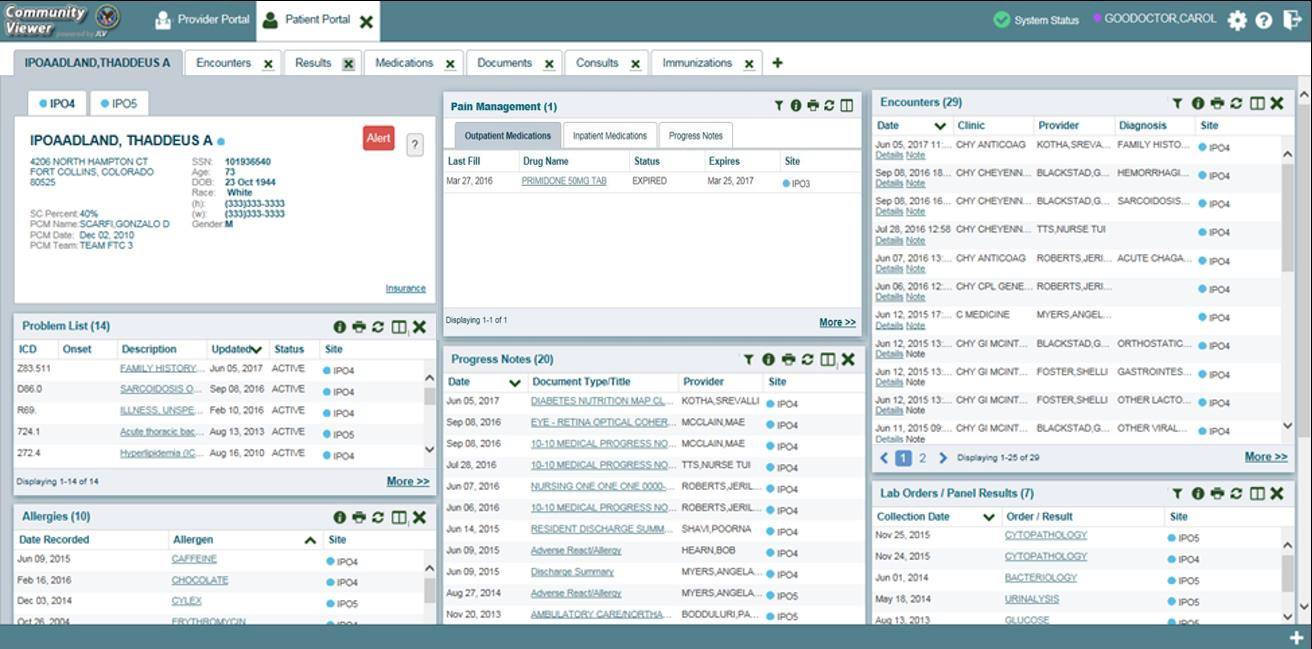 Community
Viewer
powered by JLV
Provider Portal
Patient Portal
System Status
GOODOCTOR,CAROL
IPOAADLAND,THADDEUS A
Encounters
Results
Medications
Documents
Consults
Immunizations
IPO4
IPO5
IPOAADLAND, THADDEUS A
Alert
?
4206 NORTH HAMPTON CT
FORT COLLINS, COLORADO
80525
SSN: 101936540
Age: 73
DOB: 23 Oct 1944
Race: White
(h): (333)333-3333
(w): (333)333-3333
Gender: M
SC Percent: 40%
PCM Name: SCARFI,GONZALO D
PCM Date: Dec 02, 2010
PCM Team: TEAM FTC 3
Insurance
Problem List (14)
ICD Onset Description Updated Status Site
Z83.511 FAMILY HISTORY... Jun 05, 2017 ACTIVE IPO4
D86.0 SARCOIDOSIS O... Sep 08, 2016 ACTIVE IPO4
R69. ILLNESS, UNSPE... Feb 10, 2016 ACTIVE IPO4
724.1 Acute thoracic bac... Aug 13, 2013 ACTIVE IPO5
272.4 Hyperlipidemia (IC... Aug 16, 2010 ACTIVE IPO4
Displaying 1-14 of 14
More >>
Allergies (10)
Date Recorded Allergen Site
Jun 09, 2015 CAFFEINE IPO4
Feb 16, 2016 CHOCOLATE IPO4
Dec 03, 2014 CYLEX IPO5
Oct 26, 2004 ERYTHROMYCIN IPO4
Pain Management (1)
Outpatient Medications
Inpatient Medications
Progress Notes
Last Fill Drug Name Status Expires Site
Mar 27, 2016 PRIMIDONE 50MG TAB EXPIRED Mar 25, 2017 IPO3
Displaying 1-1 of 1
More >>
Progress Notes (20)
Date Document Type/Title Provider Site
Jun 05, 2017 DIABETES NUTRITION MAP CL... KOTHA,SREVALLI IPO4
Sep 08, 2016 EYE - RETINA OPTICAL COHER... MCCLAIN,MAE IPO4
Sep 08, 2016 10-10 MEDICAL PROGRESS NO... MCCLAIN,MAE IPO4
Jul 28, 2016 10-10 MEDICAL PROGRESS NO... TTS,NURSE TUI IPO4
Jun 07, 2016 NURSING ONE ONE ONE 0000-... ROBERTS,JERIL... IPO4
Jun 06, 2016 10-10 MEDICAL PROGRESS NO... ROBERTS,JERIL... IPO4
Jun 14, 2015 RESIDENT DISCHARGE SUMM... SHAVI,POORNA IPO4
Jun 09, 2015 Adverse React/Allergy HEARN,BOB IPO4
Jun 09, 2015 Discharge Summary MYERS,ANGELA... IPO4
Aug 27, 2014 Adverse React/Allergy MYERS,ANGELA... IPO5
Nov 20, 2013 AMBULATORY CARE/NORTHA... BODDULURI,PA... IPO5
Encounters (29)
Date Clinic Provider Diagnosis Site
Jun 05, 2017 11:... CHY ANTICOAG KOTHA,SREVA... FAMILY HISTO... IPO4
Details Note
Sep 08, 2016 18... CHY CHEYENN... BLACKSTAD,G... HEMORRHAGI... IPO4
Details Note
Sep 08, 2016 16... CHY CHEYENN... BLACKSTAD,G... SARCOIDOSIS... IPO4
Details Note
Jul 28, 2016 12:58 CHY CHEYENN... TTS,NURSE TUI IPO4
Details Note
Jun 07, 2016 13:... CHY ANTICOAG ROBERTS,JERI... ACUTE CHAGA... IPO4
Details Note
Jun 06, 2016 12:... CHY CPL GENE... ROBERTS,JERI... IPO4
Details Note
Jun 12, 2015 17:... C MEDICINE MYERS,ANGEL... IPO4
Details Note
Jun 12, 2015 13:... CHY GI MCINT... BLACKSTAD,G... ORTHOSTATIC... IPO4
Details Note
Jun 12, 2015 13:... CHY GI MCINT... FOSTER,SHELLI GASTROINTES... IPO4
Details Note
Jun 12, 2015 13:... CHY GI MCINT... FOSTER,SHELLI OTHER LACTO... IPO4
Details Note
Jun 11, 2015 09:... CHY GI MCINT... BLACKSTAD,G... OTHER VIRAL... IPO4
Details Note
1 2 Displaying 1-25 of 29
More >>
Lab Orders / Panel Results (7)
Collection Date Order / Result Site
Nov 25, 2015 CYTOPATHOLOGY IPO5
Nov 24, 2015 CYTOPATHOLOGY IPO4
Jun 01, 2014 BACTERIOLOGY IPO5
May 18, 2014 URINALYSIS IPO5
Aug 13, 2013 GLUCOSE IPO5